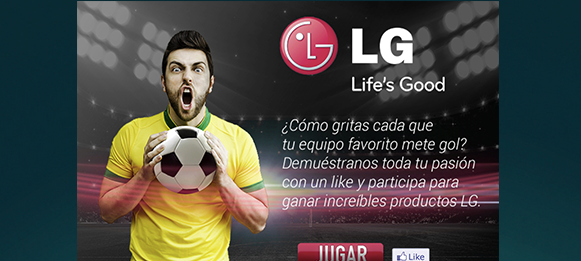 LG
Life's Good
¿Cómo gritas cada que
tu equipo favorito mete gol?
Demuéstranos toda tu pasión
con un like y participa para
ganar increíbles productos LG.
JUGAR
Like